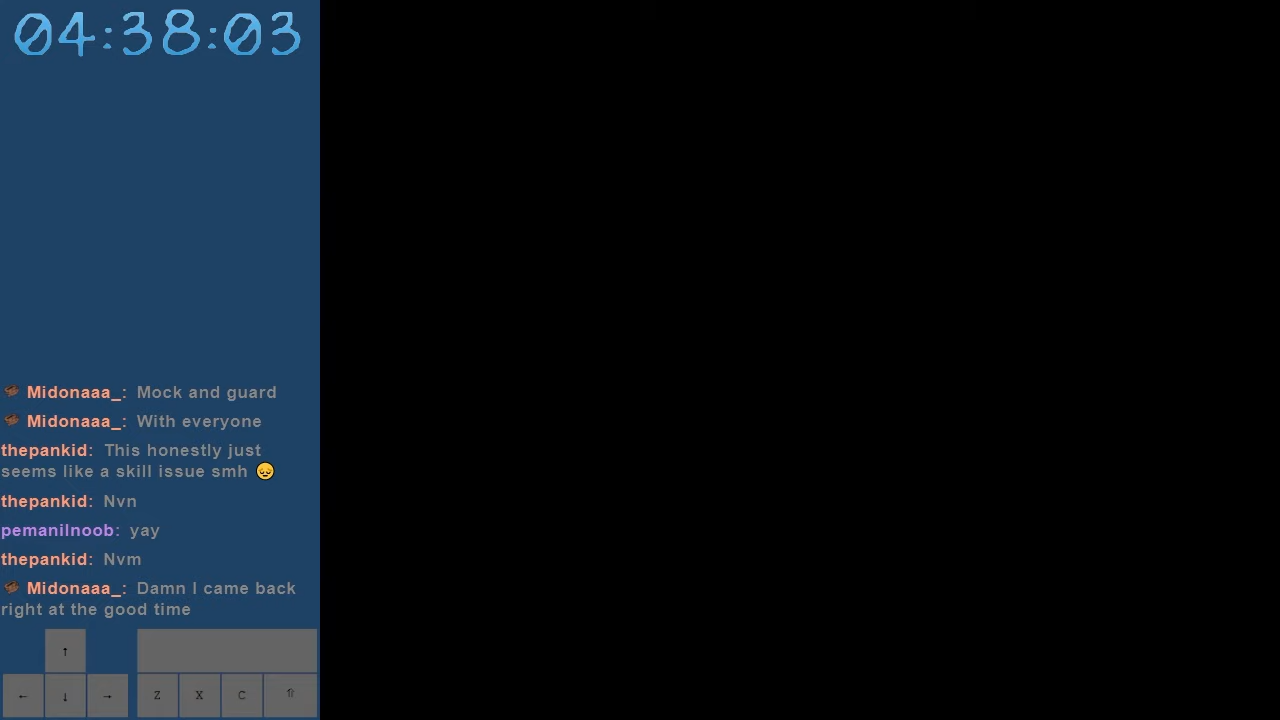 04:38:03
Midonaaa_: Mock and guard
Midonaaa_: With everyone
thepankid: This honestly just
seems like a skill issue smh 😔
thepankid: Nvn
pemanilnoob: yay
thepankid: Nvm
Midonaaa_: Damn I came back
right at the good time
↑
← ↓ → Z X C ⇧